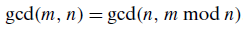 gcd(m, n) = gcd(n, m mod n)